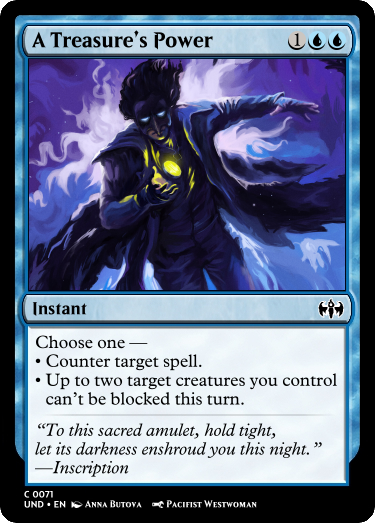 A Treasure's Power 1
Instant
Choose one —
• Counter target spell.
• Up to two target creatures you control
can't be blocked this turn.
"To this sacred amulet, hold tight,
let its darkness enshroud you this night."
—Inscription
C 0071
UND • EN Anna Butova Pacifist Westwoman